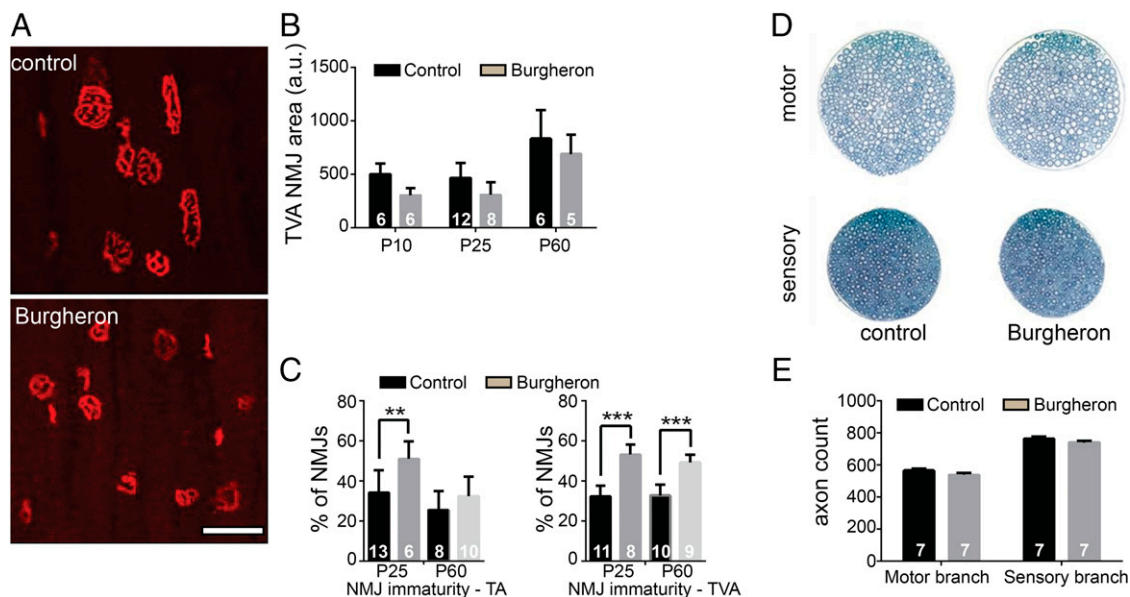 A
control
Burgheron
B
Control Burgheron
TVA NMJ area (a.u.)
1500
1000
500
0
6 6 12 8 6 5
P10 P25 P60
C
Control Burgheron
% of NMJs
80
60
40
20
0
**
13 6 8 10
P25 P60
NMJ immaturity - TA
% of NMJs
80
60
40
20
0
*** ***
11 8 10 9
P25 P60
NMJ immaturity - TVA
D
motor
sensory
control Burgheron
E
Control Burgheron
axon count
1000
800
600
400
200
0
7 7 7 7
Motor branch Sensory branch